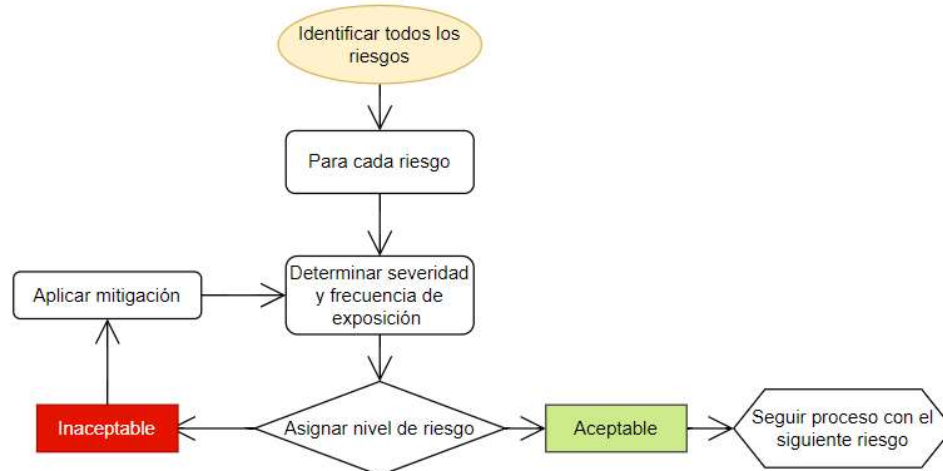 Identificar todos los
riesgos
Para cada riesgo
Determinar severidad
y frecuencia de
exposición
Aplicar mitigación
Inaceptable
Asignar nivel de riesgo
Aceptable
Seguir proceso con el
siguiente riesgo